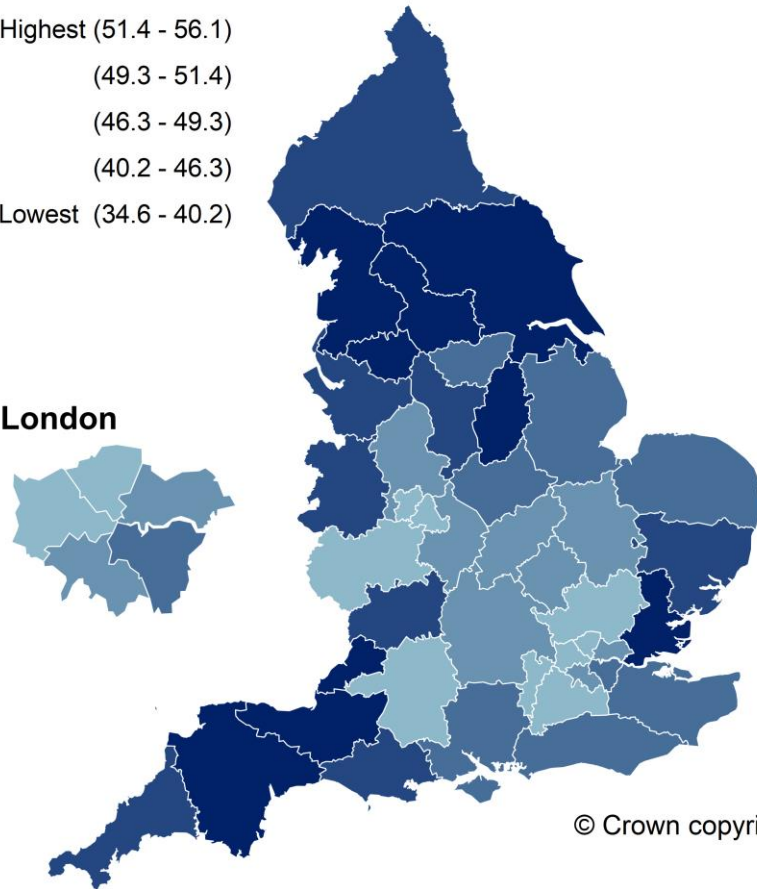 Highest (51.4 - 56.1)
(49.3 - 51.4)
(46.3 - 49.3)
(40.2 - 46.3)
Lowest (34.6 - 40.2)
London
© Crown copyri